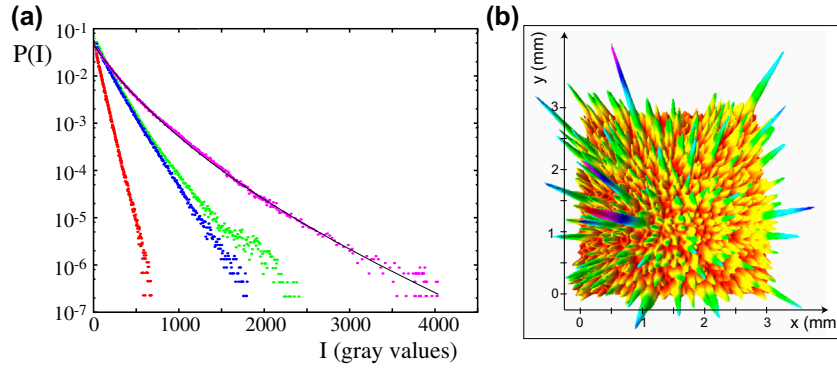 (a)
10-1
P(I)
10-2
10-3
10-4
10-5
10-6
10-7
0 1000 2000 3000 4000
I (gray values)
(b)
y (mm)
3
2
1
0
0 1 2 3
x (mm